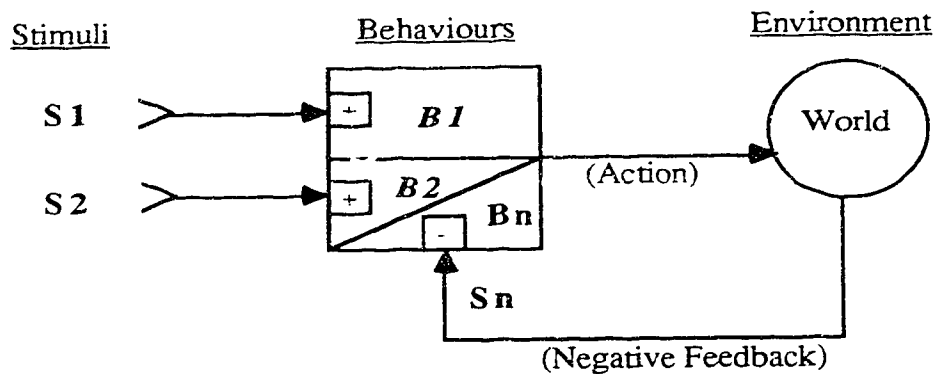 Stimuli
Behaviours
Environment
S1
+
B1
World
(Action)
S2
+
B2
Bn
-
Sn
(Negative Feedback)